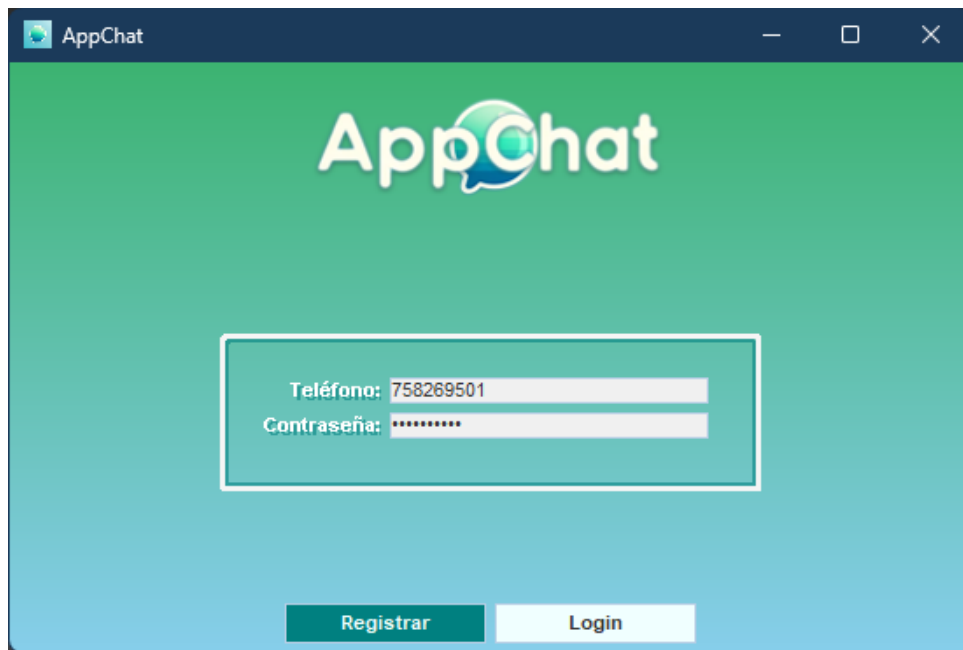 AppChat
AppChat
Teléfono: 758269501
Contraseña: ••••••••••
Registrar Login